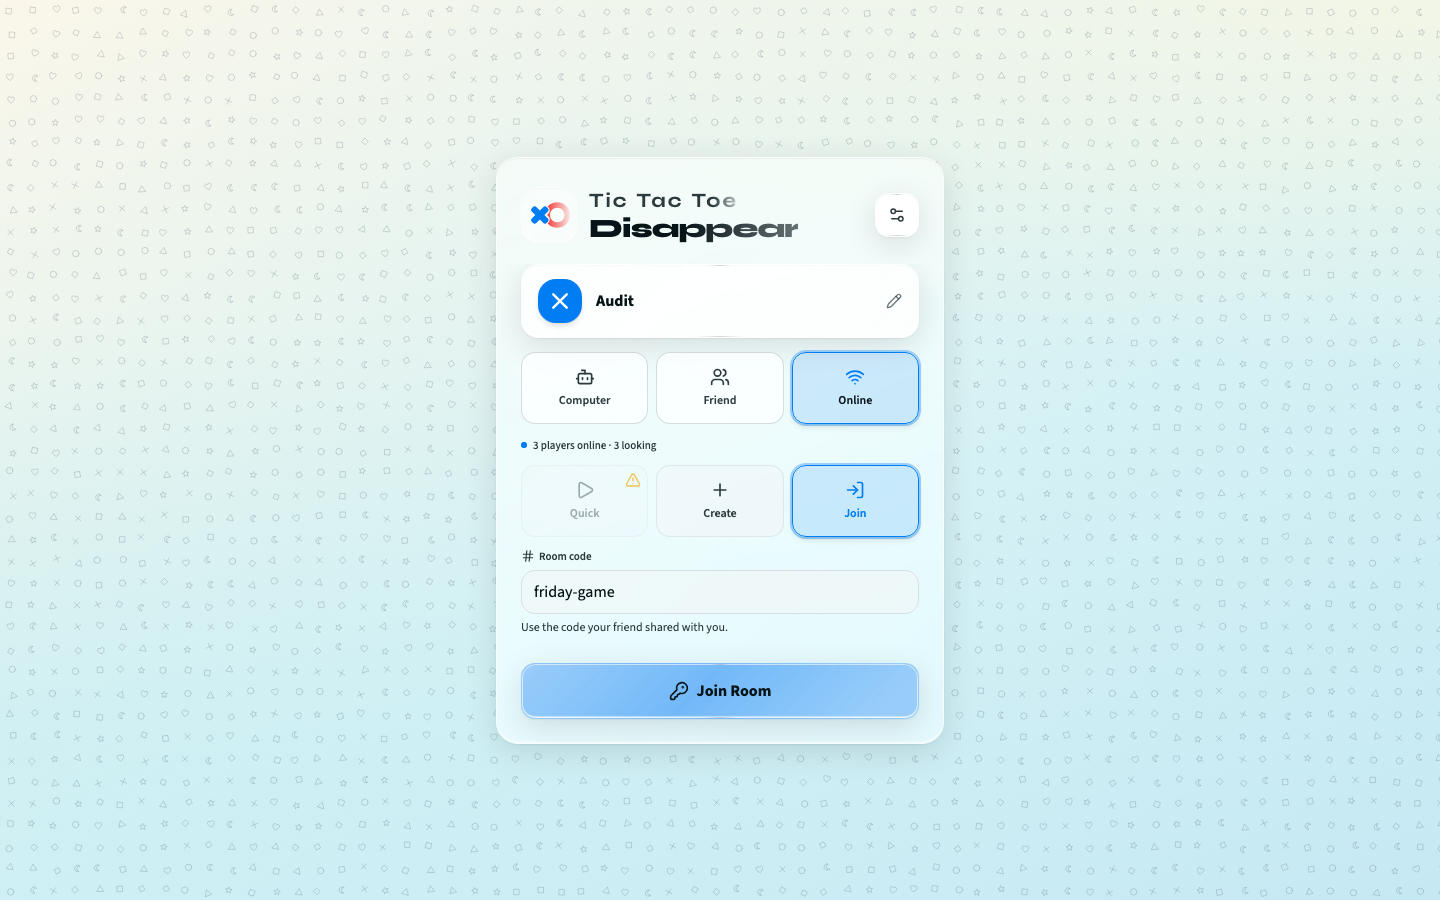 Tic Tac Toe
Disappear
Audit
Computer
Friend
Online
3 players online · 3 looking
Quick
Create
Join
# Room code
friday-game
Use the code your friend shared with you.
Join Room